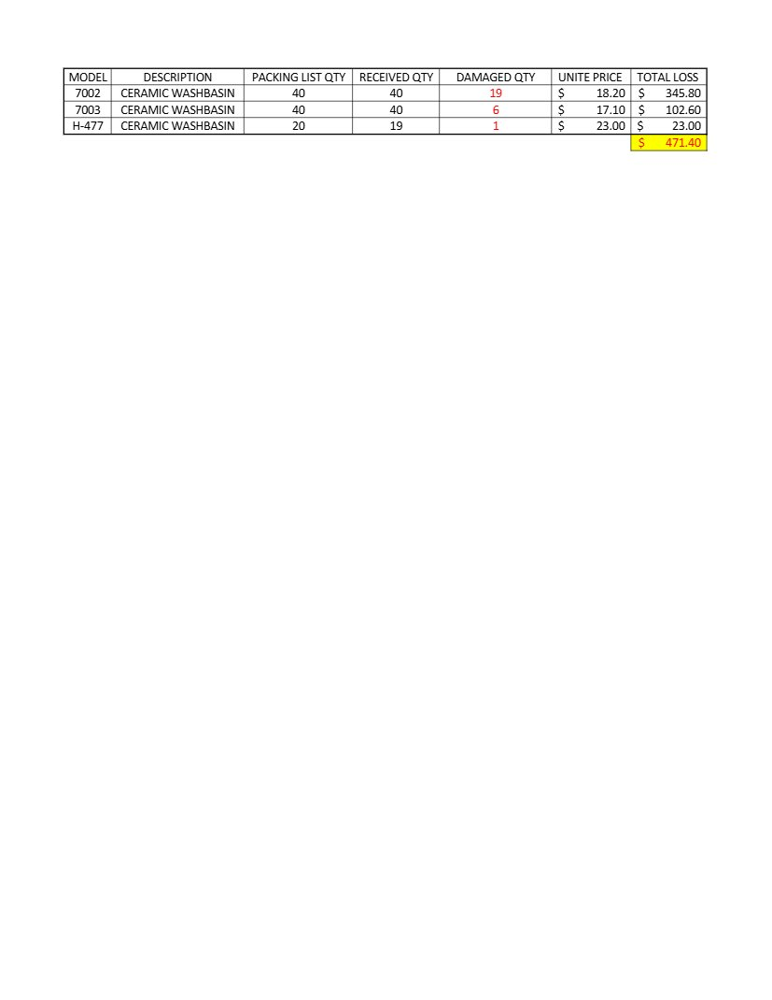 MODEL DESCRIPTION PACKING LIST QTY RECEIVED QTY DAMAGED QTY UNITE PRICE TOTAL LOSS
7002 CERAMIC WASHBASIN 40 40 19 $ 18.20 $ 345.80
7003 CERAMIC WASHBASIN 40 40 6 $ 17.10 $ 102.60
H-477 CERAMIC WASHBASIN 20 19 1 $ 23.00 $ 23.00
$ 471.40